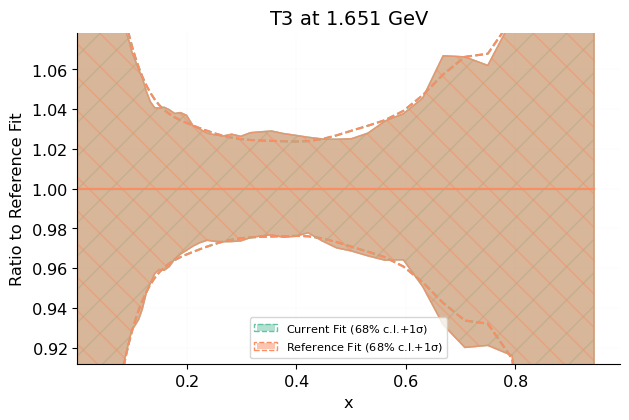 T3 at 1.651 GeV
Ratio to Reference Fit
1.06
1.04
1.02
1.00
0.98
0.96
0.94
0.92
Current Fit (68% c.l.+1σ)
Reference Fit (68% c.l.+1σ)
0.2 0.4 0.6 0.8
x